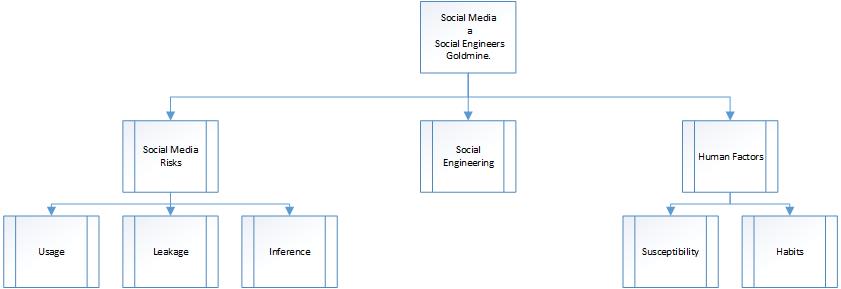 Social Media
a
Social Engineers
Goldmine.
Social Media
Risks
Social
Engineering
Human Factors
Usage
Leakage
Inference
Susceptibility
Habits